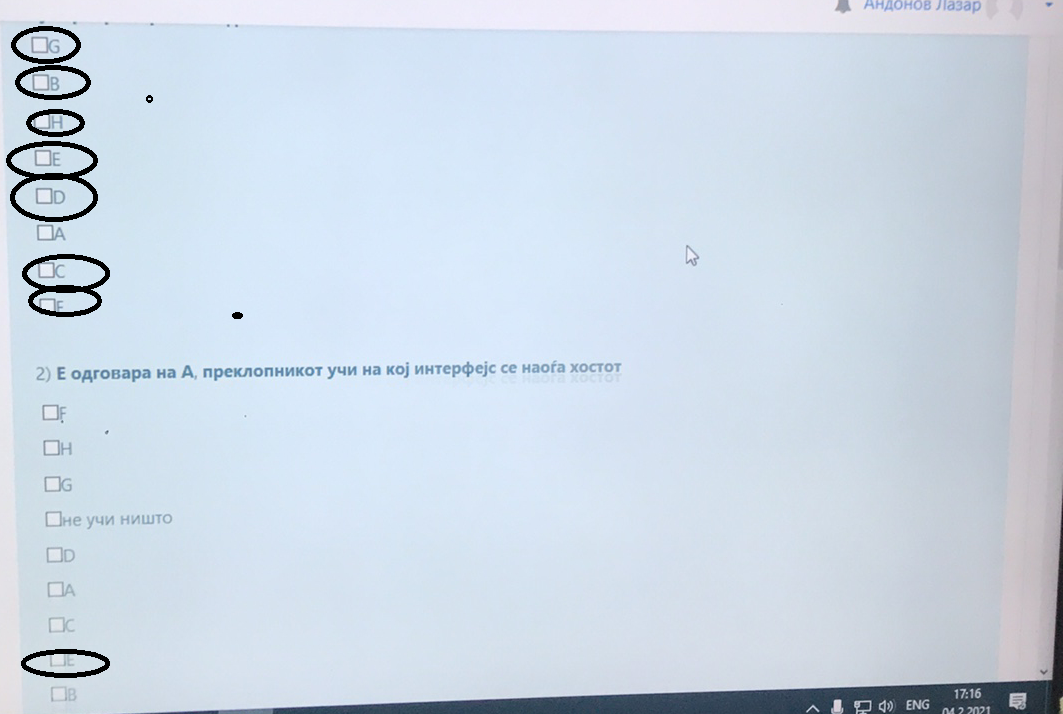 Андонов Лазар
G
B
H
E
D
A
C
F
2) Е одговара на А, преклопникот учи на кој интерфејс се наоѓа хостот
F
H
G
не учи ништо
D
A
C
E
B
ENG
17:16
04.2.2021